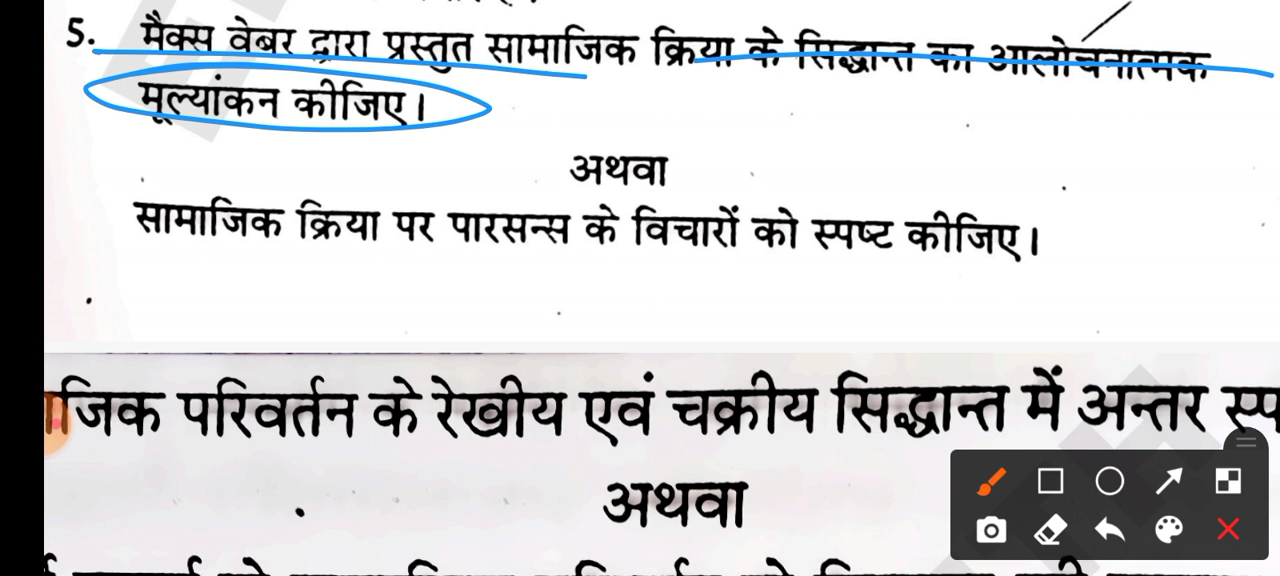 5. मैक्स वेबर द्वारा प्रस्तुत सामाजिक क्रिया के सिद्धान्त का आलोचनात्मक
मूल्यांकन कीजिए।
अथवा
सामाजिक क्रिया पर पारसन्स के विचारों को स्पष्ट कीजिए।
परिवर्तन के रेखीय एवं चक्रीय सिद्धान्त में अन्तर
अथवा